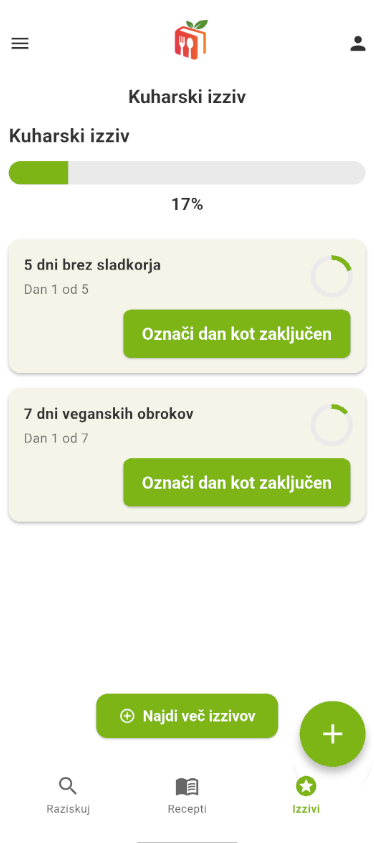 Kuharski izziv
Kuharski izziv
17%
5 dni brez sladkorja
Dan 1 od 5
Označi dan kot zaključen
7 dni veganskih obrokov
Dan 1 od 7
Označi dan kot zaključen
Najdi več izzivov
Raziskuj
Recepti
Izzivi